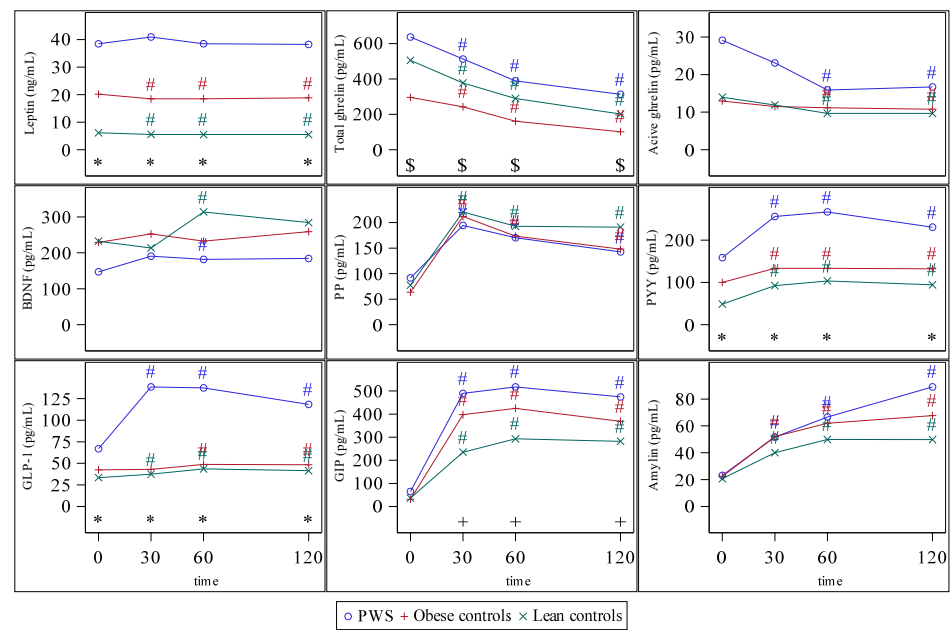 Leptin (ng/mL)
40
30
20
10
0
# # #
# # #
* * * *
Total ghrelin (pg/mL)
600
400
200
0
# # # #
# # # #
# # # #
$ $ $ $
Acive ghrelin (pg/mL)
30
20
10
0
# #
# #
# #
BDNF (pg/mL)
300
200
100
0
#
#
PP (pg/mL)
200
150
100
50
0
# # #
# # #
# # #
PYY (pg/mL)
200
100
0
# # #
# # #
# # #
* * * *
GLP-1 (pg/mL)
125
100
75
50
25
0
# # #
# #
# # #
* * * *
0 30 60 120
time
GIP (pg/mL)
500
400
300
200
100
0
# # #
# # #
# # #
+ + +
0 30 60 120
time
Amylin (pg/mL)
80
60
40
20
0
# # #
# # #
# # #
0 30 60 120
time
PWS Obese controls Lean controls